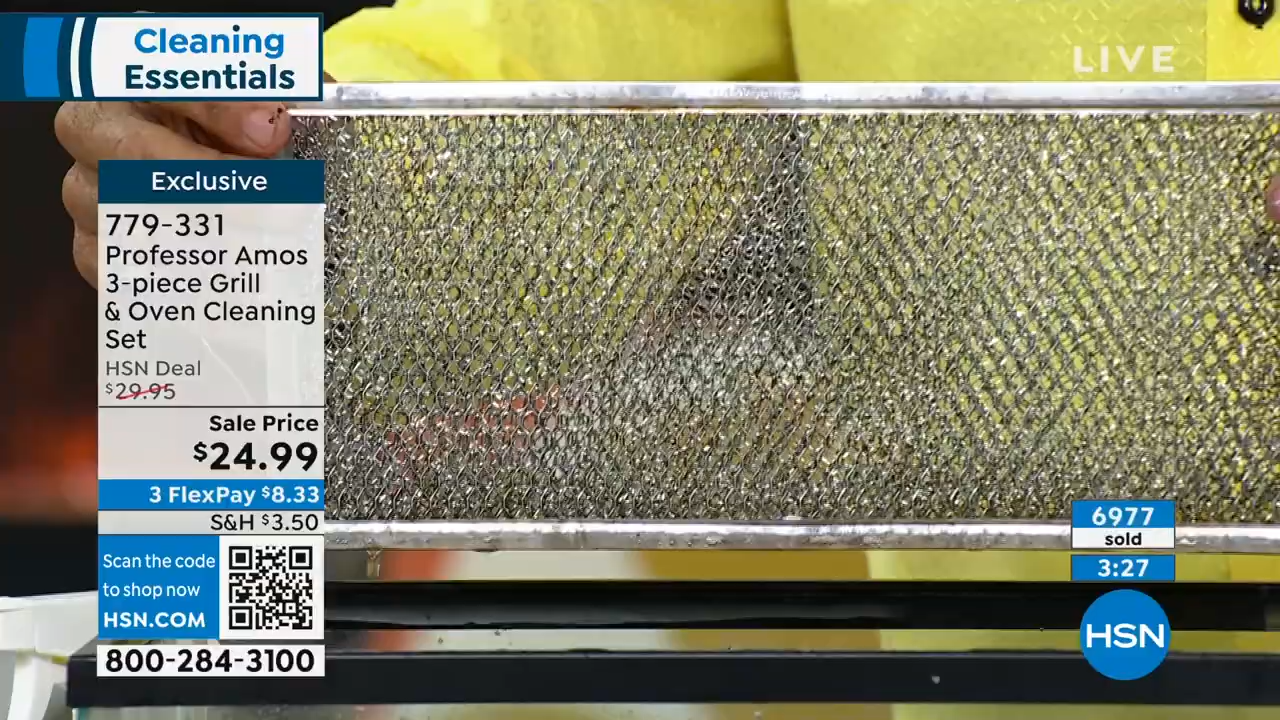 Cleaning
Essentials
LIVE
Exclusive
779-331
Professor Amos
3-piece Grill
& Oven Cleaning
Set
HSN Deal
$29.95
Sale Price
$24.99
3 FlexPay $8.33
S&H $3.50
Scan the code
to shop now
HSN.COM
800-284-3100
6977
sold
3:27
HSN